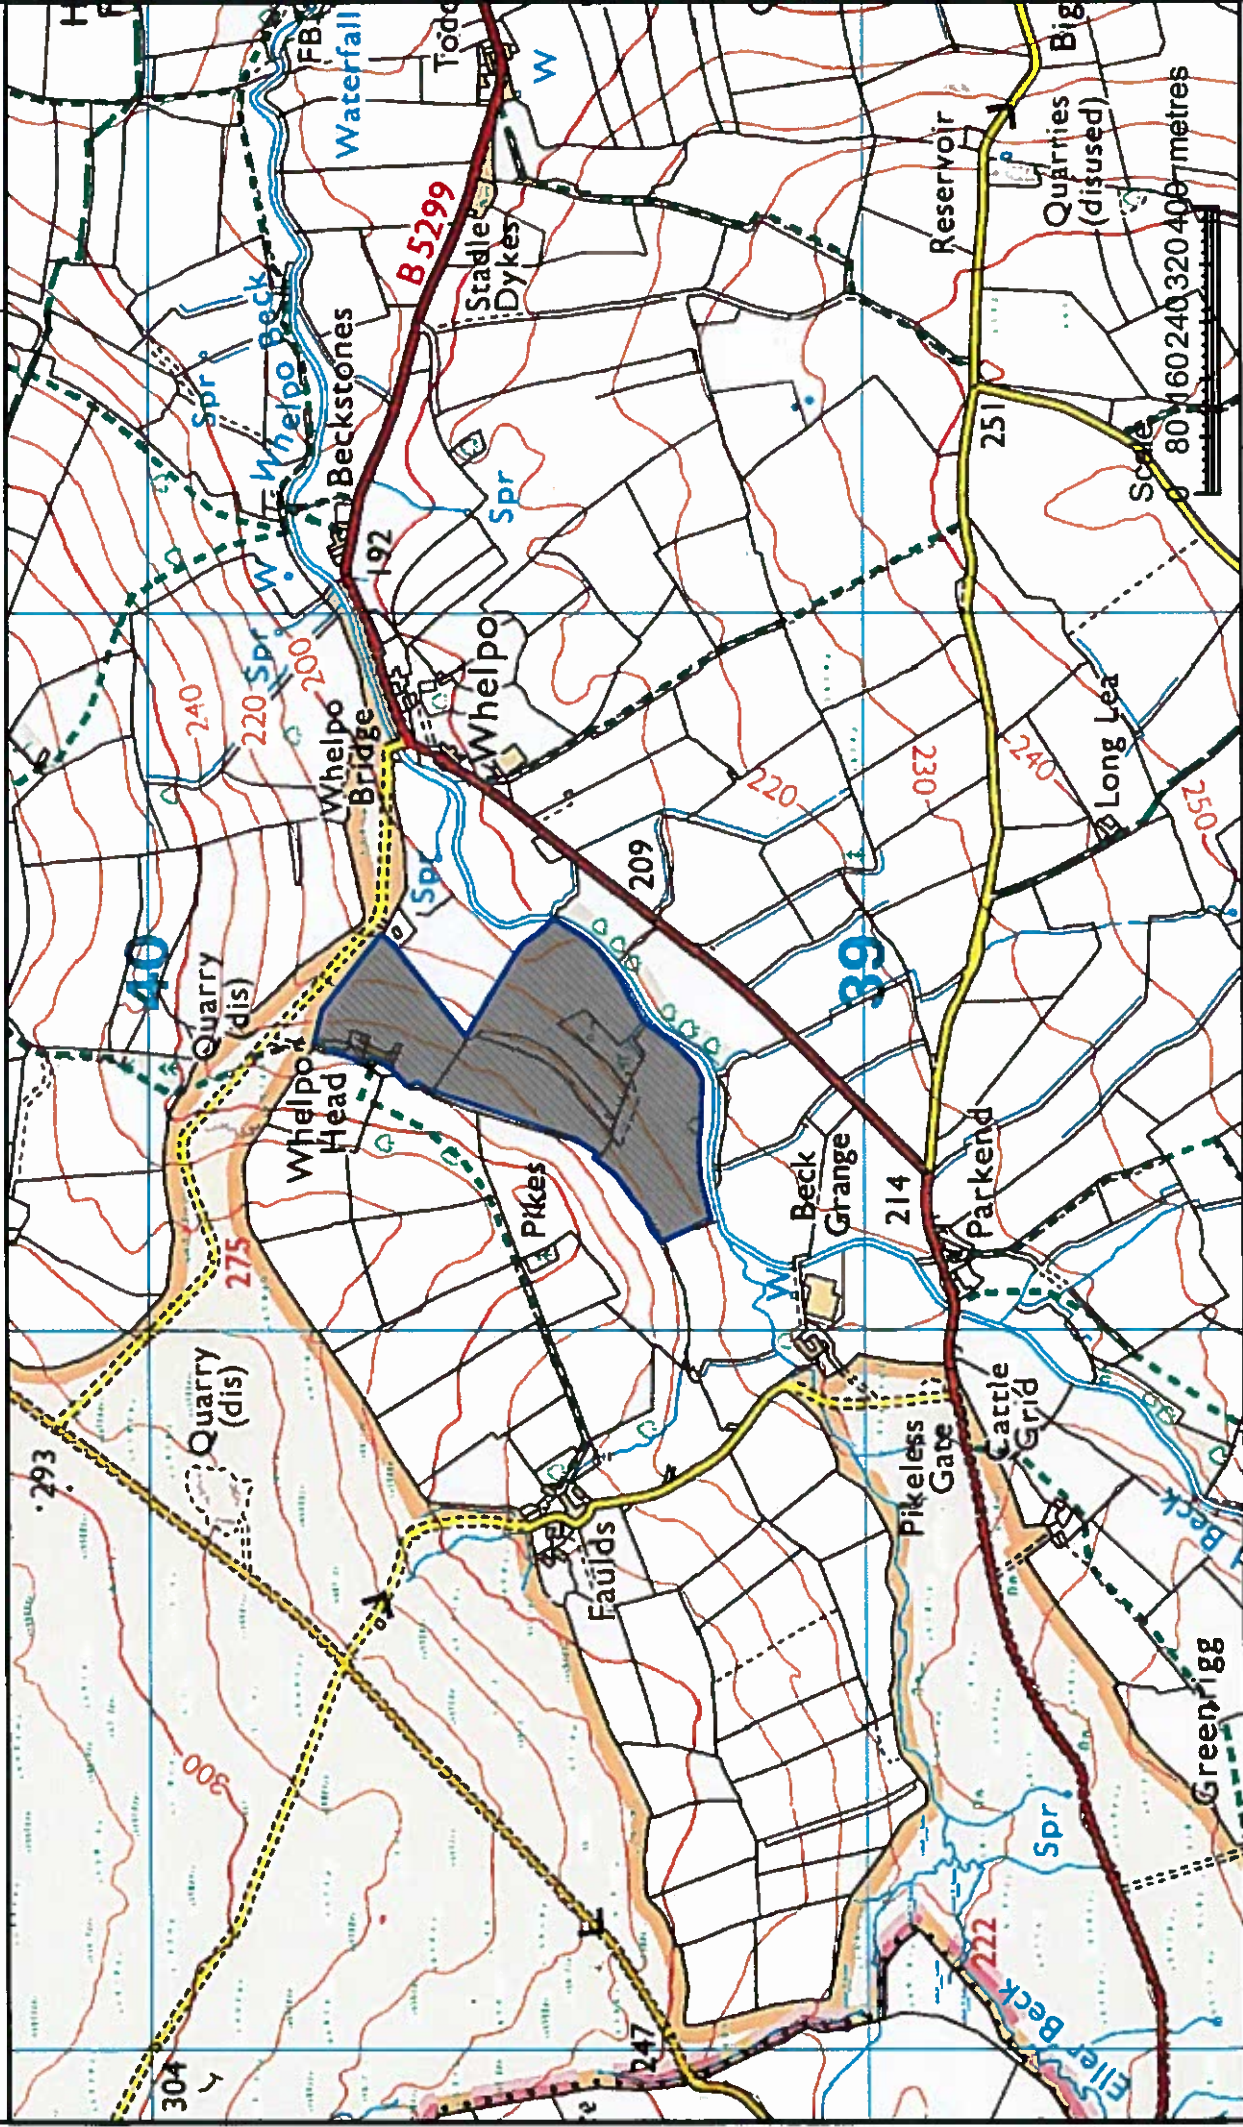 FB
Waterfall
W
B 5299
Stadle
Dykes
Reservoir
Quarries
(disused)
Big
Spr
Whelpo Beck
Beckstones
Spr
192
W
Spr
251
Scale
0 80 160 240 320 400 metres
200
220
240
Whelpo
Bridge
Whelpo
Spr
209
220
230
240
250
Long Lea
40
39
Quarry
(dis)
Whelpo
Head
Pikes
275
Beck
Grange
W
214
Parkend
Quarry
(dis)
293
Faulds
Pikeless
Gate
Cattle
Grid
Beck
Greenrigg
300
Spr
222
Eller Beck
247
304